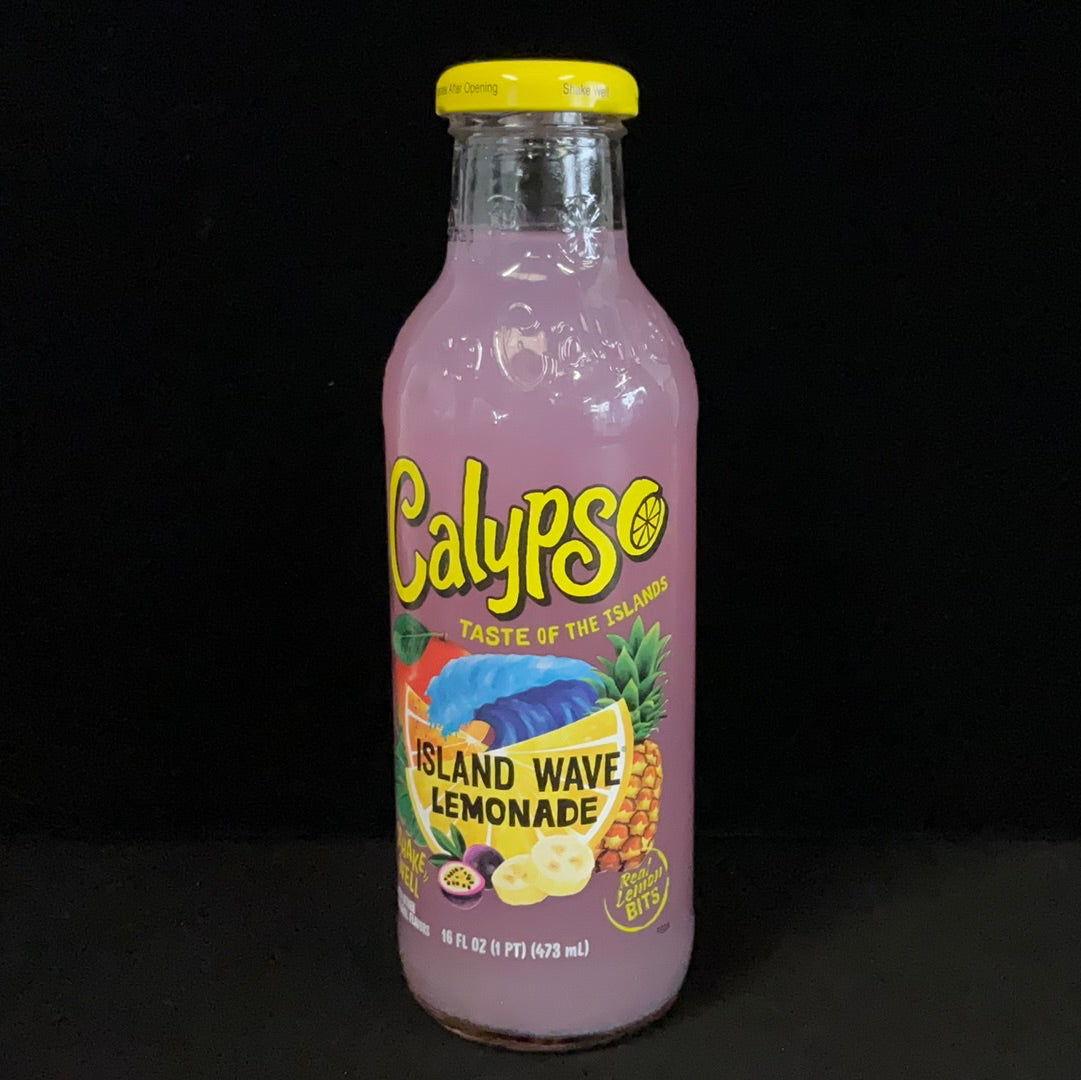 After Opening
Shake Well
Calypso
TASTE OF THE ISLANDS
ISLAND WAVE®
LEMONADE
WELL
Real
Lemon
BITS
FLAVORS
16 FL OZ (1 PT) (473 mL)